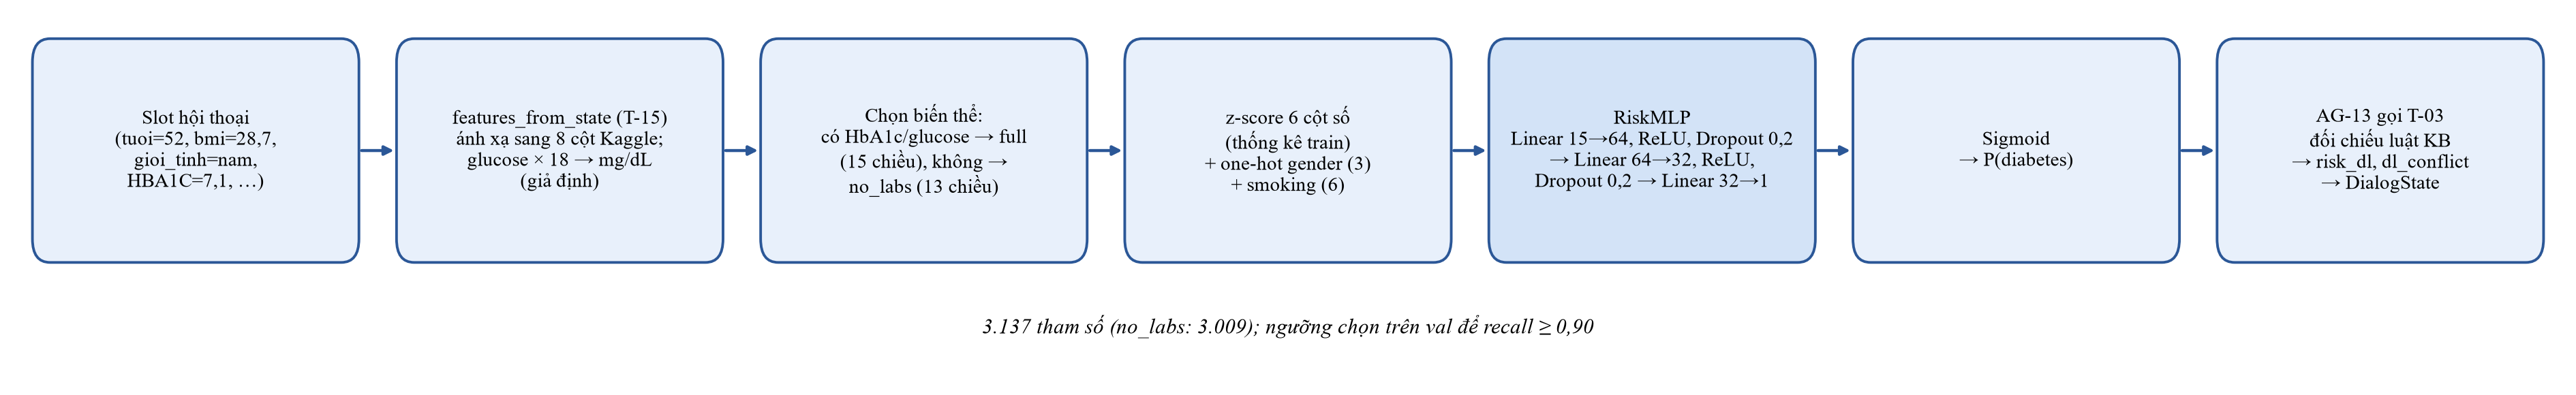 Slot hội thoại
(tuoi=52, bmi=28,7,
gioi_tinh=nam,
HBA1C=7,1, …)
features_from_state (T-15)
ánh xạ sang 8 cột Kaggle;
glucose × 18 → mg/dL
(giả định)
Chọn biến thể:
có HbA1c/glucose → full
(15 chiều), không →
no_labs (13 chiều)
z-score 6 cột số
(thống kê train)
+ one-hot gender (3)
+ smoking (6)
RiskMLP
Linear 15→64, ReLU, Dropout 0,2
→ Linear 64→32, ReLU,
Dropout 0,2 → Linear 32→1
Sigmoid
→ P(diabetes)
AG-13 gọi T-03
đối chiếu luật KB
→ risk_dl, dl_conflict
→ DialogState
3.137 tham số (no_labs: 3.009); ngưỡng chọn trên val để recall ≥ 0,90